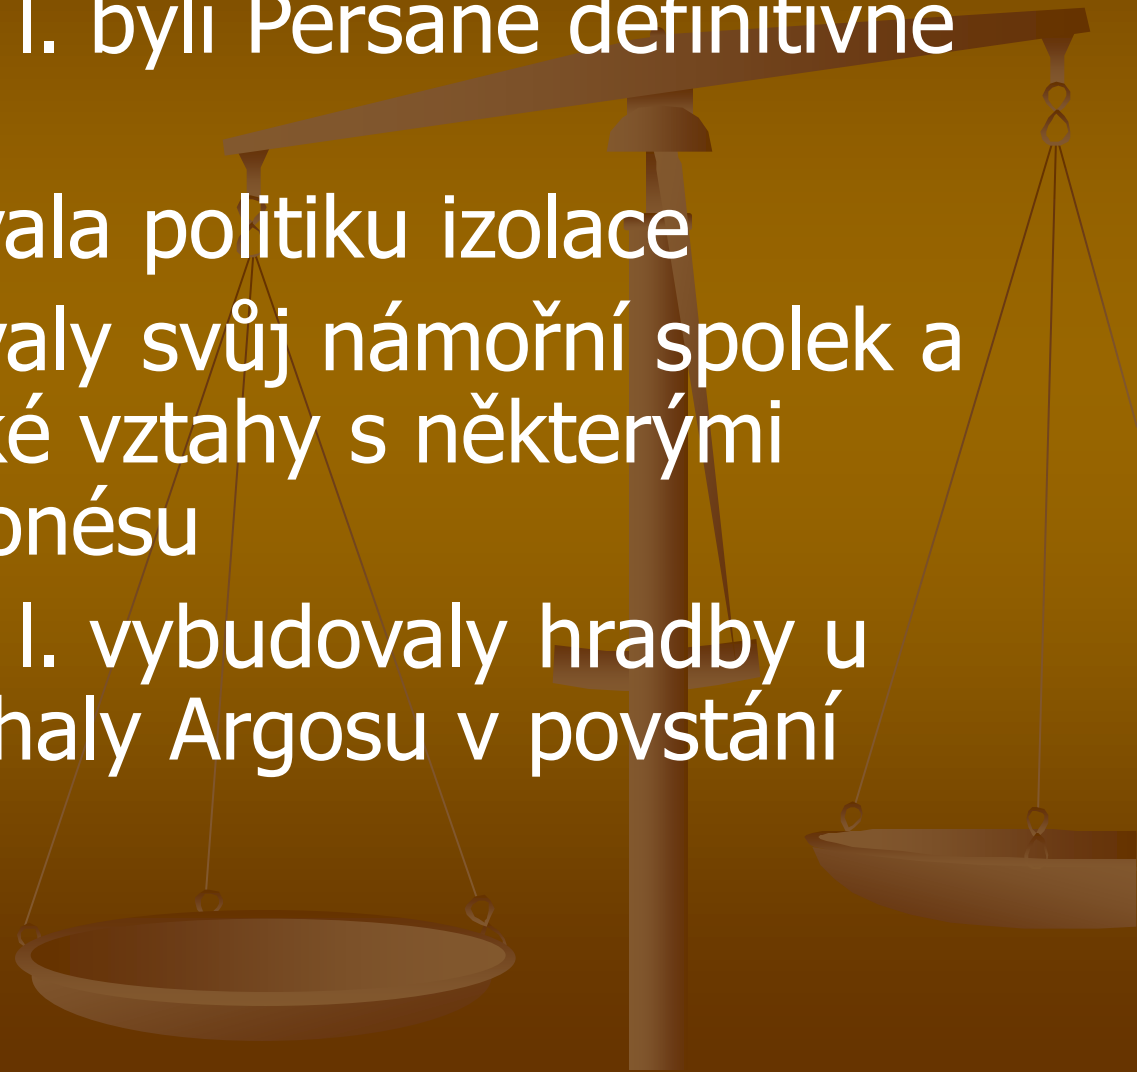 l. byli Peršané definitivně
vala politiku izolace
valy svůj námořní spolek a
ké vztahy s některými
onésu
l. vybudovaly hradby u
haly Argosu v povstání